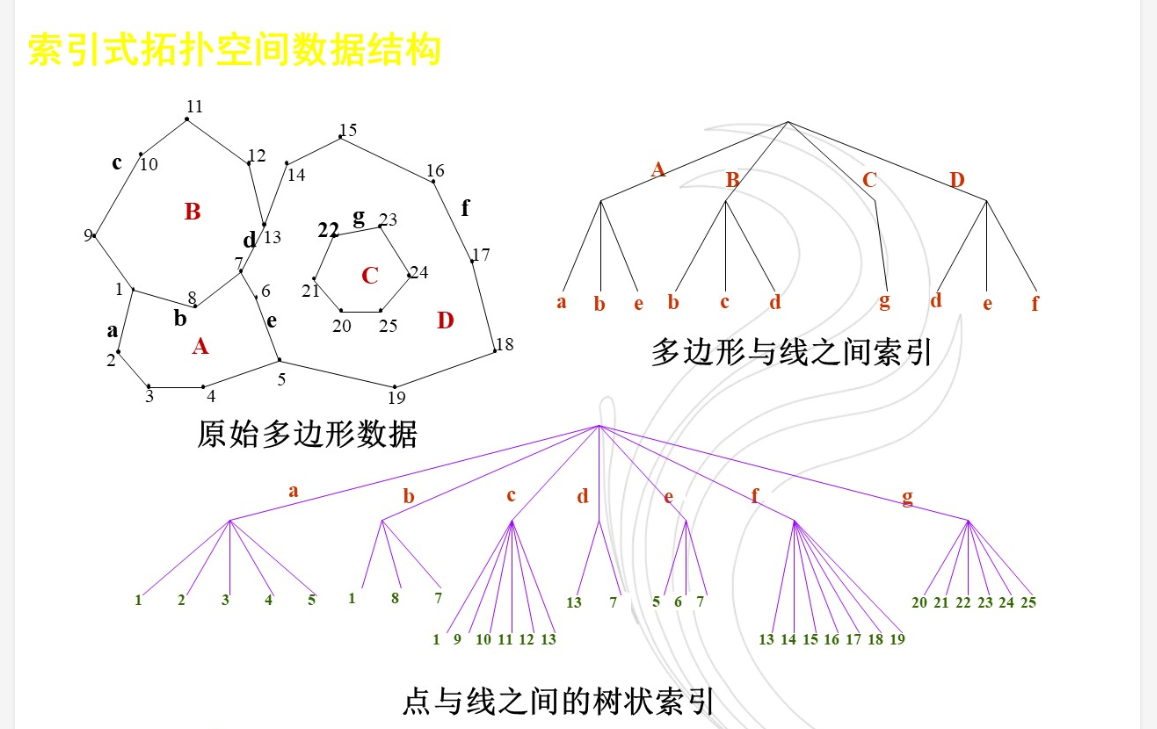 索引式拓扑空间数据结构
11
15
c 10 12 14 16
B g 23 f
22
9 d 13 17
7 C 24
1 8 6 21
b e 20 25 D
a A 18
2
5
3 4 19
原始多边形数据
A B C D
a b e b c d g d e f
多边形与线之间索引
a b c d e f g
1 2 3 4 5 1 8 7 13 7 5 6 7 20 21 22 23 24 25
1 9 10 11 12 13 13 14 15 16 17 18 19
点与线之间的树状索引